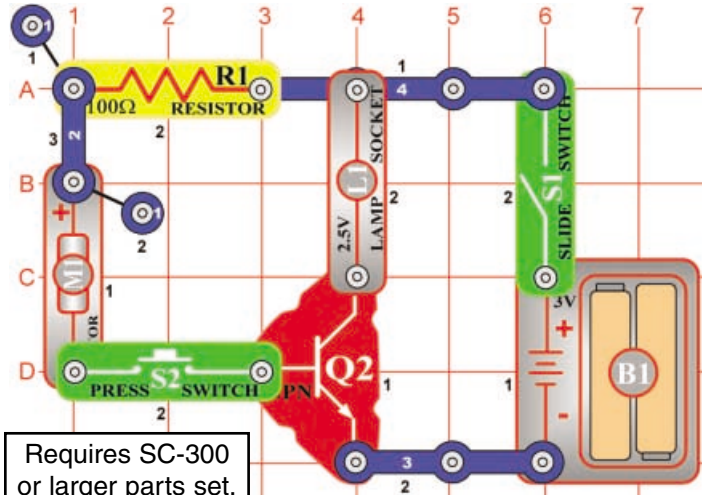 1 2 3 4 5 6 7
1
1
A
R1
100Ω RESISTOR
2
1
4
3
2
B
+
M1
C
1
OR
D
1
2
L1
2.5V
LAMP SOCKET
2
S1
SLIDE SWITCH
2
3V
+
-
1
B1
S2
PRESS SWITCH
2
Q2
PN
1
3
2
Requires SC-300
or larger parts set.